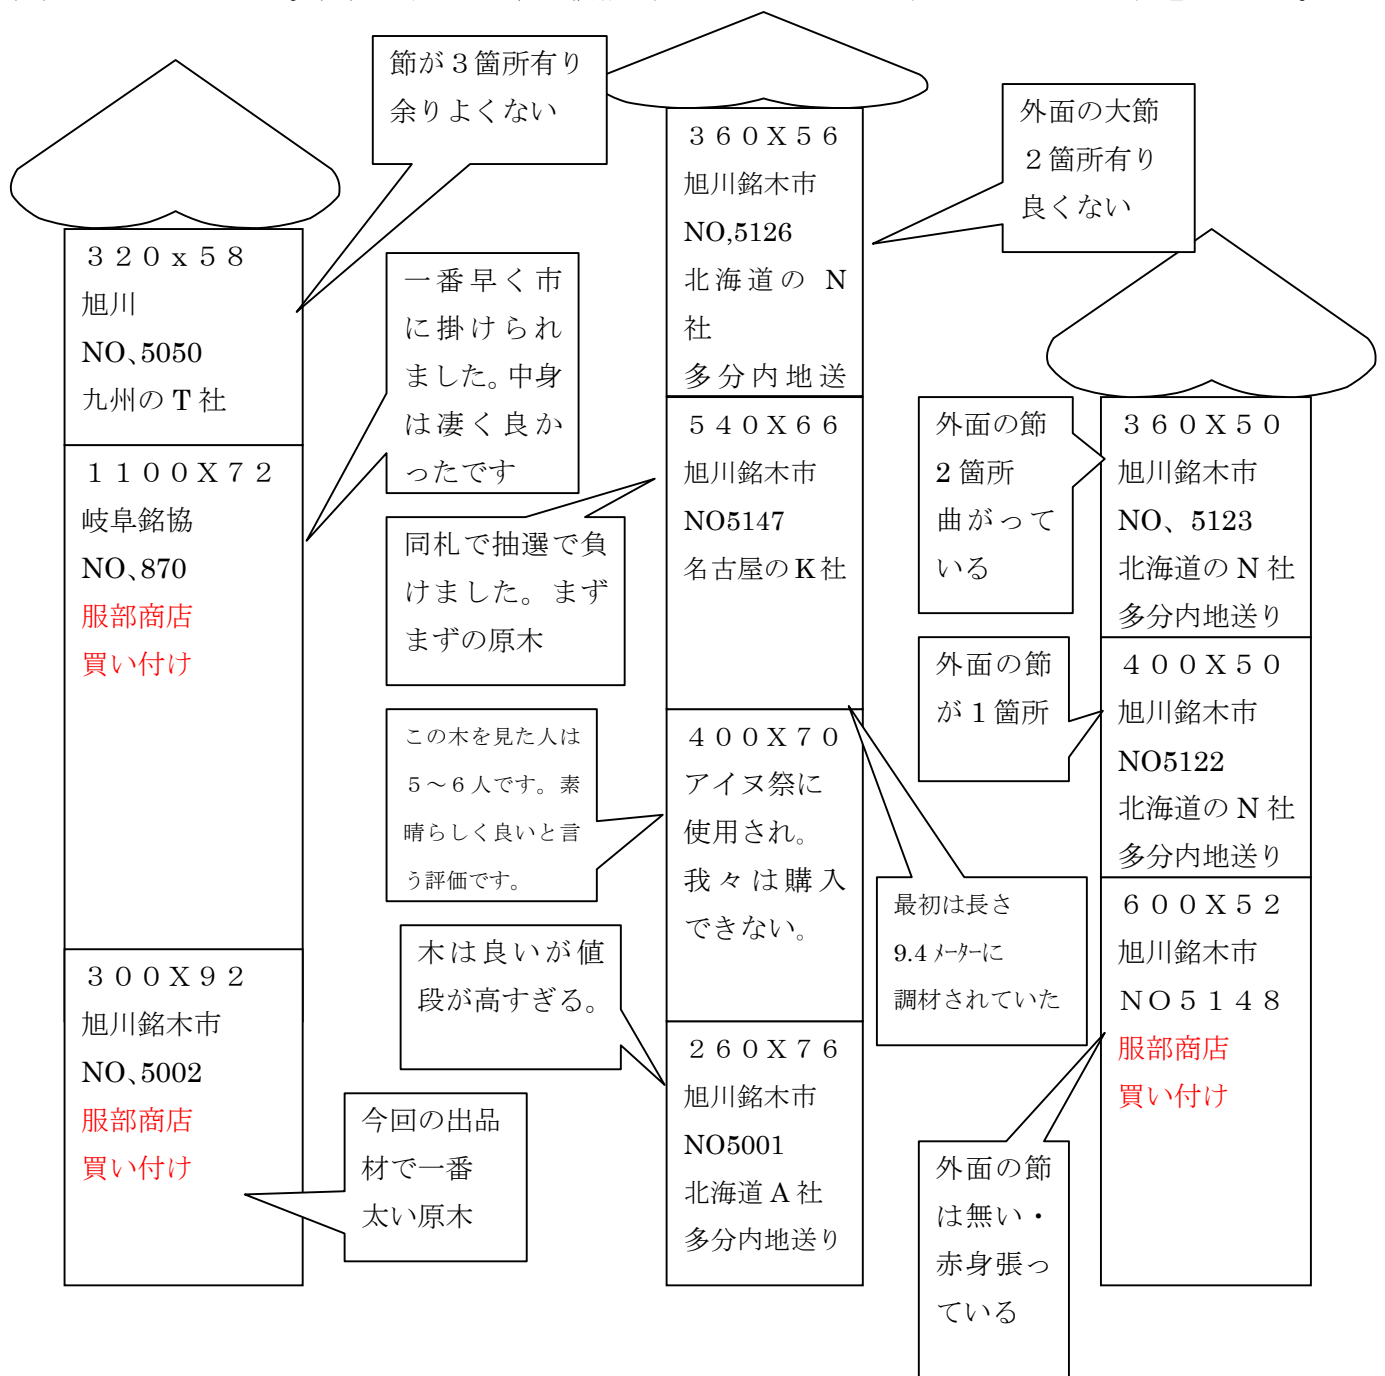 節が３箇所有り
余りよくない
３２０ｘ５８
旭川
NO、5050
九州の T 社
一番早く市
に掛けられ
ました。中身
は凄く良か
ったです
１１００X７２
岐阜銘協
NO、870
服部商店
買い付け
３００X９２
旭川銘木市
NO、5002
服部商店
買い付け
今回の出品
材で一番
太い原木
３６０X５６
旭川銘木市
NO,5126
北海道の N
社
多分内地送
外面の大節
２箇所有り
良くない
５４０X６６
旭川銘木市
NO5147
名古屋の K 社
同札で抽選で負
けました。まず
まずの原木
４００X７０
アイヌ祭に
使用され。
我々は購入
できない。
この木を見た人は
５～６人です。素
晴らしく良いと言
う評価です。
最初は長さ
9.4 ﾒｰﾀｰに
調材されていた
２６０X７６
旭川銘木市
NO5001
北海道 A 社
多分内地送り
木は良いが値
段が高すぎる。
３６０X５０
旭川銘木市
NO、5123
北海道の N 社
多分内地送り
外面の節
2 箇所
曲がって
いる
４００X５０
旭川銘木市
NO5122
北海道の N 社
多分内地送り
外面の節
が 1 箇所
６００X５２
旭川銘木市
ＮＯ５１４８
服部商店
買い付け
外面の節
は無い・
赤身張っ
ている